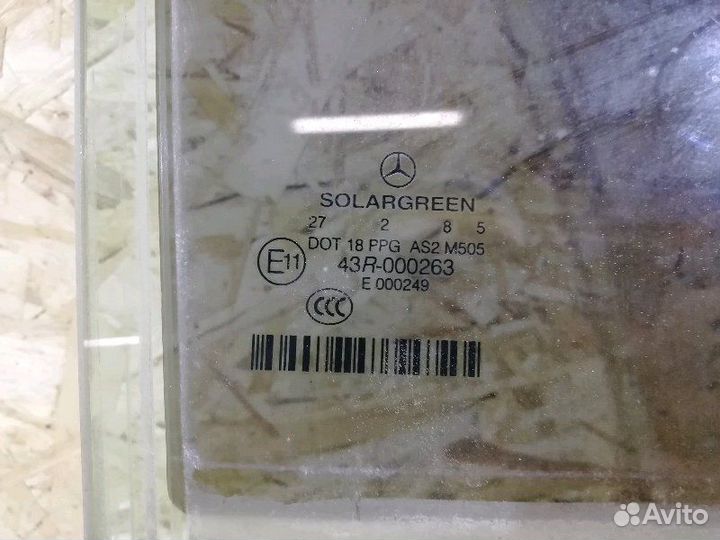 SOLARGREEN
27 2 8 5
DOT 18 PPG AS2 M505
E11
43R-000263
E 000249
CCC
Avito